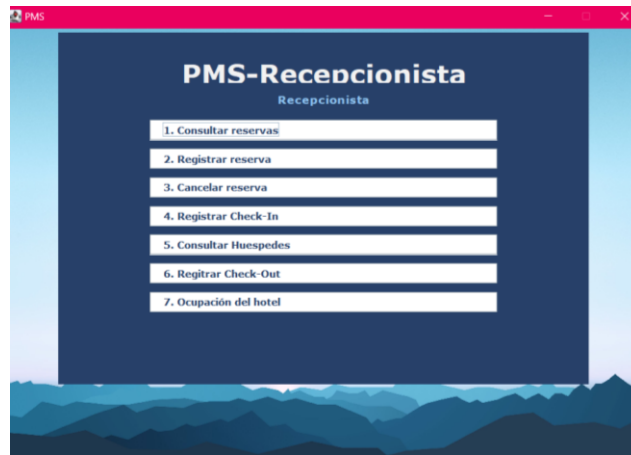 PMS
PMS-Recepcionista
Recepcionista
1. Consultar reservas
2. Registrar reserva
3. Cancelar reserva
4. Registrar Check-In
5. Consultar Huespedes
6. Regitrar Check-Out
7. Ocupación del hotel